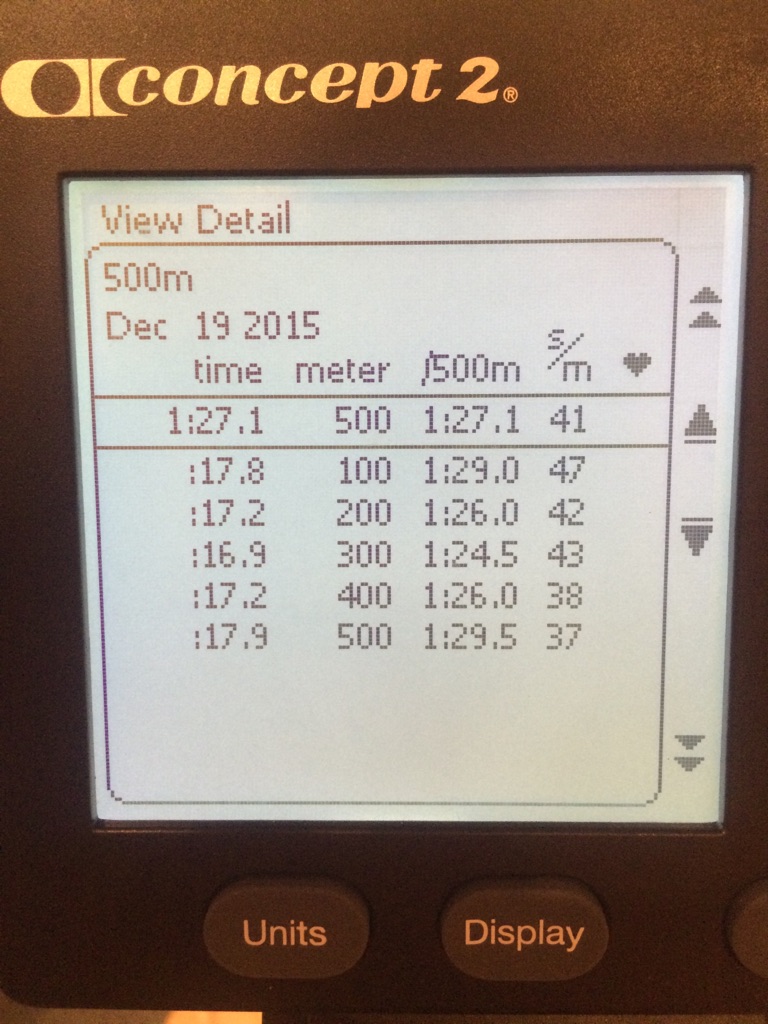 concept 2®
View Detail
500m
Dec 19 2015
time meter /500m s/m ♥
1:27.1 500 1:27.1 41
:17.8 100 1:29.0 47
:17.2 200 1:26.0 42
:16.9 300 1:24.5 43
:17.2 400 1:26.0 38
:17.9 500 1:29.5 37
Units Display